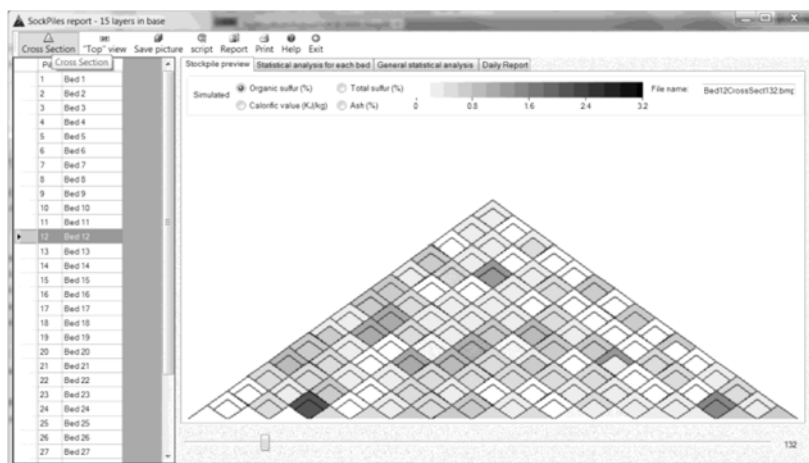 SockPiles report - 15 layers in base
Cross Section "Top" view Save picture script Report Print Help Exit
Cross Section
Stockpile preview Statistical analysis for each bed General statistical analysis Daily Report
Simulated Organic sulfur (%) Total sulfur (%) File name: Bed12CrossSect132.bmp
Calorific value (KJ/kg) Ash (%) 0 0.8 1.6 2.4 3.2
1 Bed 1
2 Bed 2
3 Bed 3
4 Bed 4
5 Bed 5
6 Bed 6
7 Bed 7
8 Bed 8
9 Bed 9
10 Bed 10
11 Bed 11
12 Bed 12
13 Bed 13
14 Bed 14
15 Bed 15
16 Bed 16
17 Bed 17
18 Bed 18
19 Bed 19
20 Bed 20
21 Bed 21
22 Bed 22
23 Bed 23
24 Bed 24
25 Bed 25
26 Bed 26
27 Bed 27
132